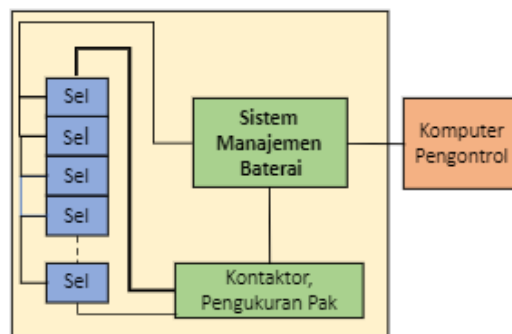 Sel
Sel
Sel
Sel
Sel
Sistem
Manajemen
Baterai
Komputer
Pengontrol
Kontaktor,
Pengukuran Pak